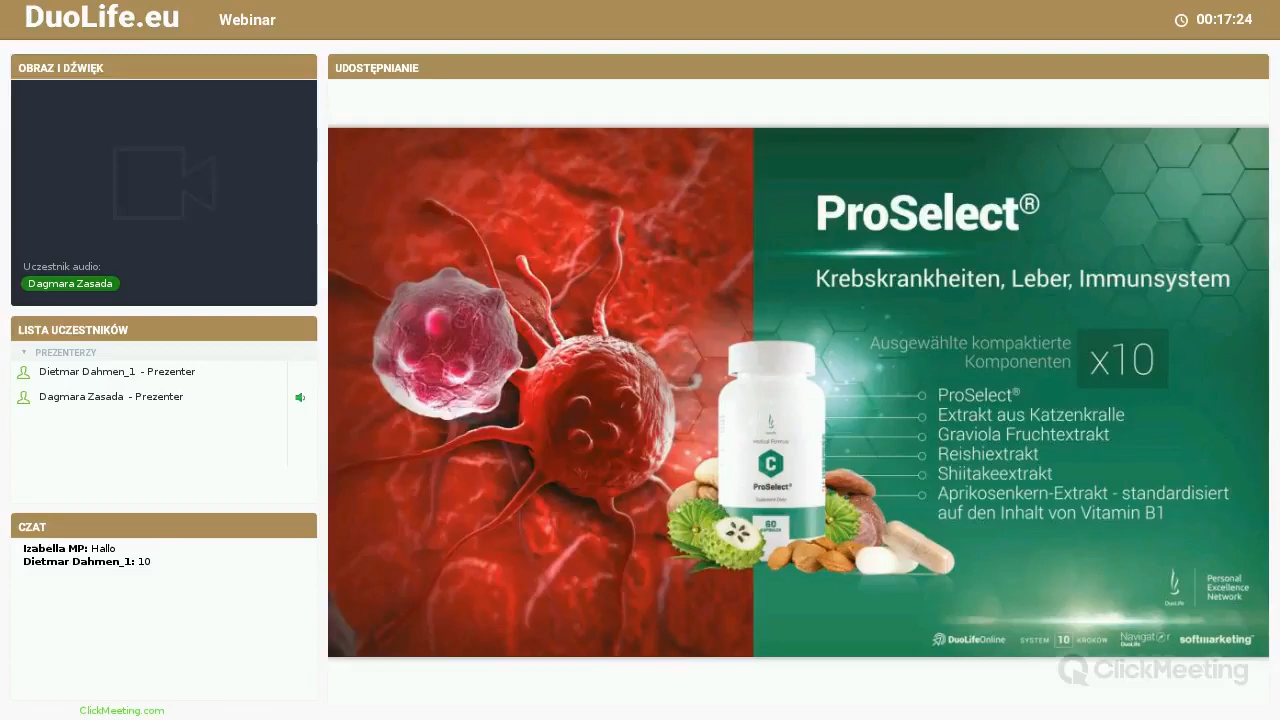 DuoLife.eu
Webinar
00:17:24
OBRAZ I DŹWIĘK
Uczestnik audio:
Dagmara Zasada
LISTA UCZESTNIKÓW
PREZENTERZY
Dietmar Dahmen_1 - Prezenter
Dagmara Zasada - Prezenter
CZAT
Izabella MP: Hallo
Dietmar Dahmen_1: 10
ClickMeeting.com
UDOSTĘPNIANIE
ProSelect®
Krebskrankheiten, Leber, Immunsystem
Ausgewählte kompaktierte
Komponenten
x10
ProSelect®
Extrakt aus Katzenkralle
Graviola Fruchtextrakt
Reishiextrakt
Shiitakeextrakt
Aprikosenkern-Extrakt - standardisiert
auf den Inhalt von Vitamin B1
C
ProSelect®
60
DuoLife
Personal
Excellence
Network
DuoLifeOnline
SYSTEM 10 KROKÓW
Navigator
DuoLife
softmarketing
ClickMeeting